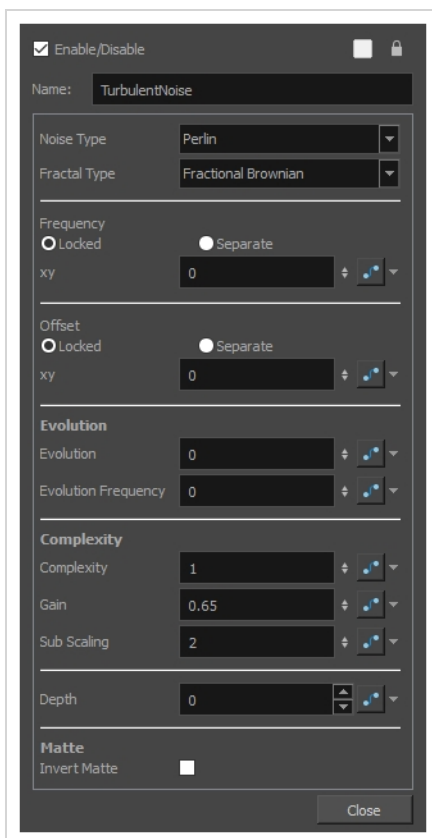 Enable/Disable
Name: TurbulentNoise
Noise Type Perlin
Fractal Type Fractional Brownian
Frequency
Locked Separate
xy 0
Offset
Locked Separate
xy 0
Evolution
Evolution 0
Evolution Frequency 0
Complexity
Complexity 1
Gain 0.65
Sub Scaling 2
Depth 0
Matte
Invert Matte
Close